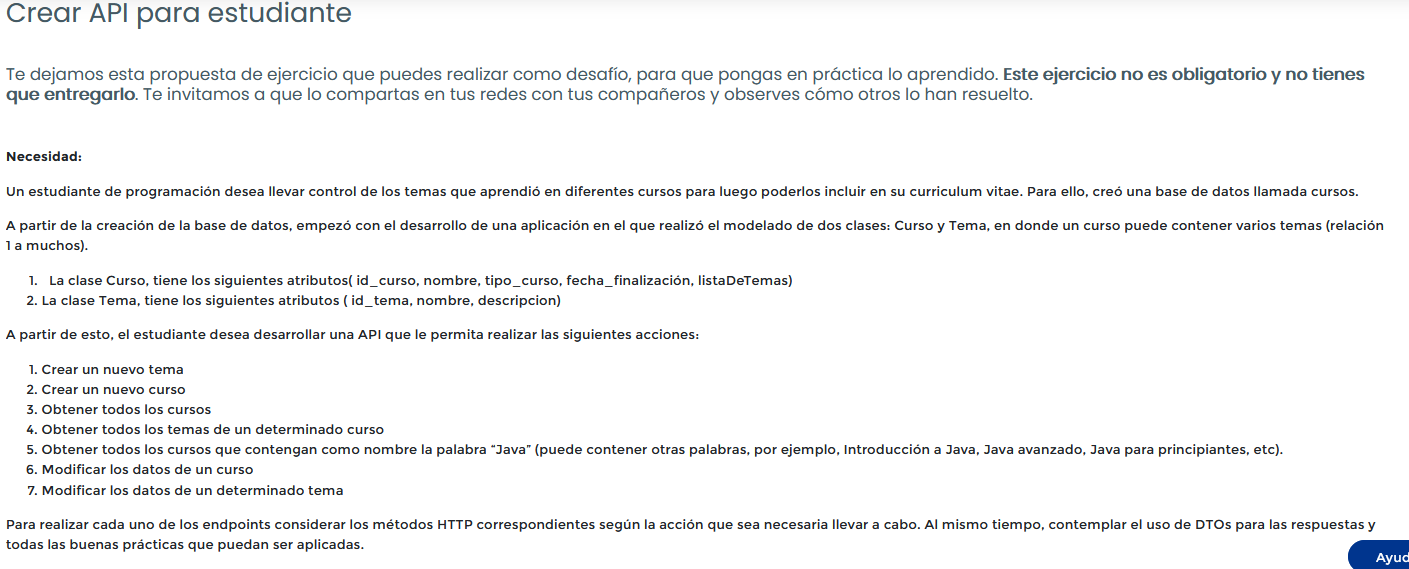 Crear API para estudiante
Te dejamos esta propuesta de ejercicio que puedes realizar como desafío, para que pongas en práctica lo aprendido. Este ejercicio no es obligatorio y no tienes
que entregarlo. Te invitamos a que lo compartas en tus redes con tus compañeros y observes cómo otros lo han resuelto.
Necesidad:
Un estudiante de programación desea llevar control de los temas que aprendió en diferentes cursos para luego poderlos incluir en su curriculum vitae. Para ello, creó una base de datos llamada cursos.
A partir de la creación de la base de datos, empezó con el desarrollo de una aplicación en el que realizó el modelado de dos clases: Curso y Tema, en donde un curso puede contener varios temas (relación
1 a muchos).
1. La clase Curso, tiene los siguientes atributos( id_curso, nombre, tipo_curso, fecha_finalización, listaDeTemas)
2. La clase Tema, tiene los siguientes atributos ( id_tema, nombre, descripcion)
A partir de esto, el estudiante desea desarrollar una API que le permita realizar las siguientes acciones:
1. Crear un nuevo tema
2. Crear un nuevo curso
3. Obtener todos los cursos
4. Obtener todos los temas de un determinado curso
5. Obtener todos los cursos que contengan como nombre la palabra “Java” (puede contener otras palabras, por ejemplo, Introducción a Java, Java avanzado, Java para principiantes, etc).
6. Modificar los datos de un curso
7. Modificar los datos de un determinado tema
Para realizar cada uno de los endpoints considerar los métodos HTTP correspondientes según la acción que sea necesaria llevar a cabo. Al mismo tiempo, contemplar el uso de DTOs para las respuestas y
todas las buenas prácticas que puedan ser aplicadas.
Ayud